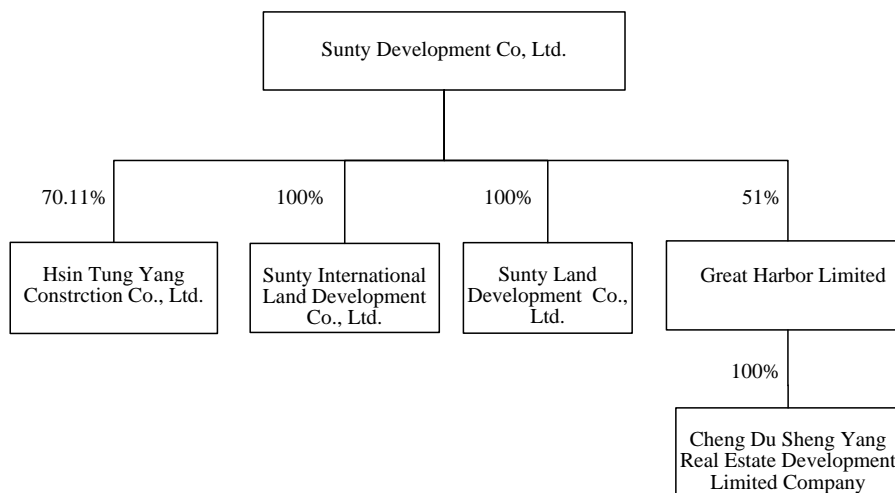 Sunty Development Co, Ltd.
70.11%
100%
100%
51%
Hsin Tung Yang
Constrction Co., Ltd.
Sunty International
Land Development
Co., Ltd.
Sunty Land
Development Co.,
Ltd.
Great Harbor Limited
100%
Cheng Du Sheng Yang
Real Estate Development
Limited Company